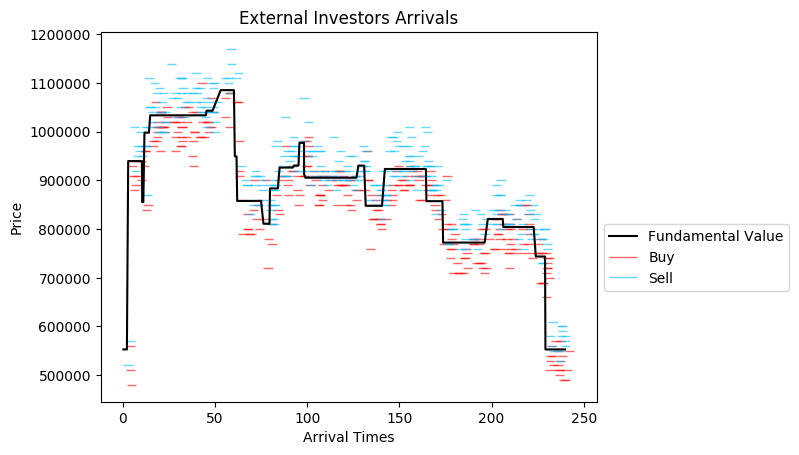 External Investors Arrivals
1200000
1100000
1000000
900000
800000
700000
600000
500000
Price
0
50
100
150
200
250
Arrival Times
Fundamental Value
Buy
Sell